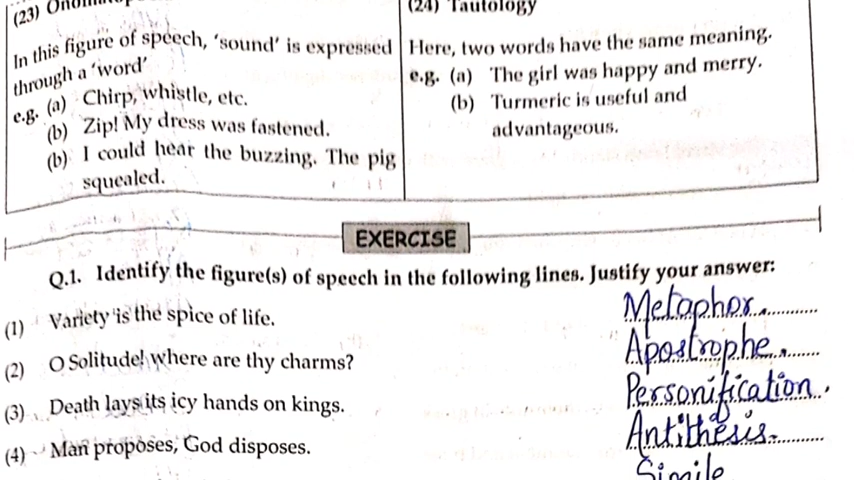 (23)
(24) Tautology
In this figure of speech, 'sound' is expressed
through a 'word'
e.g. (a) Chirp, whistle, etc.
(b) Zip! My dress was fastened.
(b) I could hear the buzzing. The pig
squealed.
Here, two words have the same meaning.
e.g. (a) The girl was happy and merry.
(b) Turmeric is useful and
advantageous.
EXERCISE
Q.1. Identify the figure(s) of speech in the following lines. Justify your answer:
(1) Variety is the spice of life. Metaphor.
(2) O Solitude! where are thy charms? Apostrophe.
(3) Death lays its icy hands on kings. Personification.
(4) Man proposes, God disposes. Antithesis.
Simile